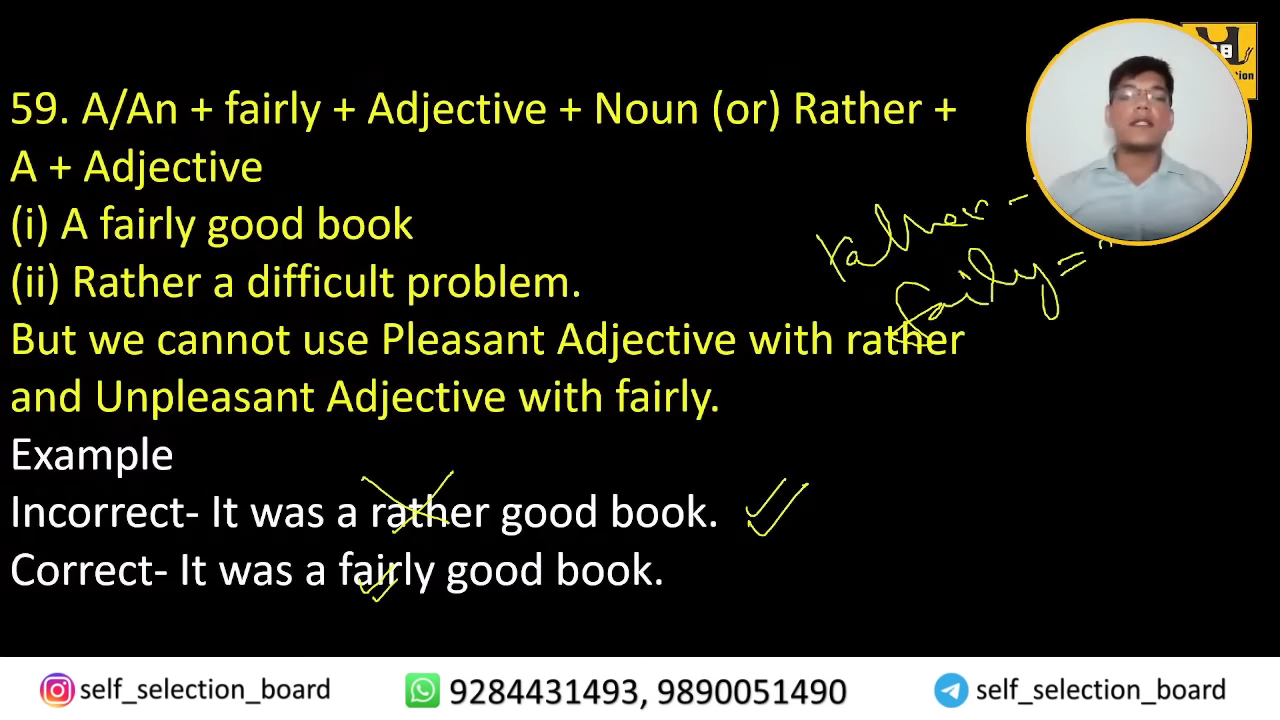 59. A/An + fairly + Adjective + Noun (or) Rather +
A + Adjective
(i) A fairly good book
(ii) Rather a difficult problem.
But we cannot use Pleasant Adjective with rather
and Unpleasant Adjective with fairly.
Example
Incorrect- It was a rather good book.
Correct- It was a fairly good book.
rather -
fairly =
self_selection_board
9284431493, 9890051490
self_selection_board